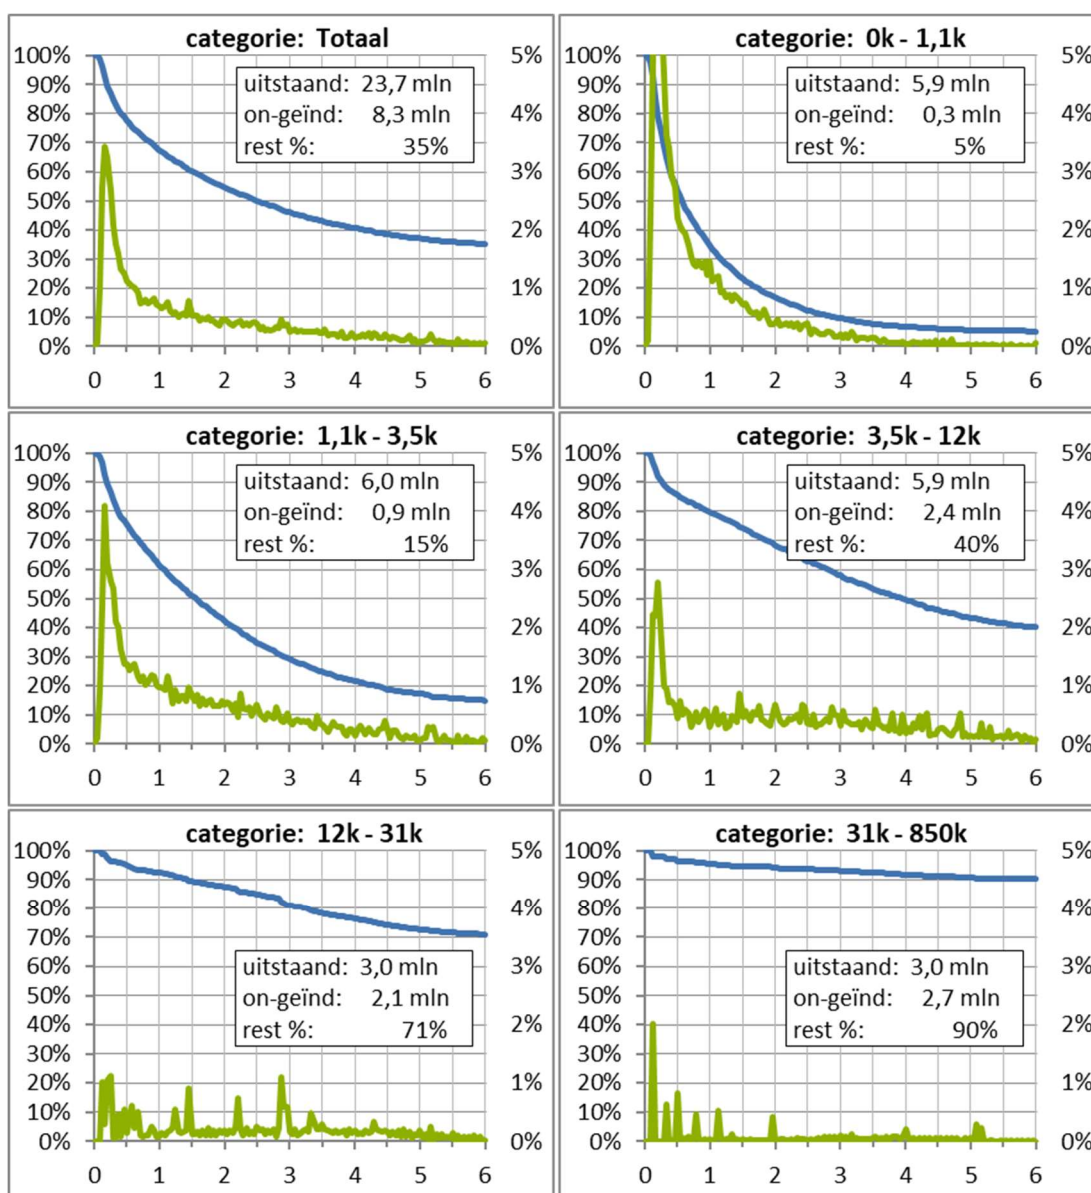 categorie: Totaal
100% 5%
90%
80% 4%
70%
60% 3%
50%
40% 2%
30%
20% 1%
10%
0% 0%
0 1 2 3 4 5 6
uitstaand: 23,7 mln
on-geïnd: 8,3 mln
rest %: 35%
categorie: 0k - 1,1k
100% 5%
90%
80% 4%
70%
60% 3%
50%
40% 2%
30%
20% 1%
10%
0% 0%
0 1 2 3 4 5 6
uitstaand: 5,9 mln
on-geïnd: 0,3 mln
rest %: 5%
categorie: 1,1k - 3,5k
100% 5%
90%
80% 4%
70%
60% 3%
50%
40% 2%
30%
20% 1%
10%
0% 0%
0 1 2 3 4 5 6
uitstaand: 6,0 mln
on-geïnd: 0,9 mln
rest %: 15%
categorie: 3,5k - 12k
100% 5%
90%
80% 4%
70%
60% 3%
50%
40% 2%
30%
20% 1%
10%
0% 0%
0 1 2 3 4 5 6
uitstaand: 5,9 mln
on-geïnd: 2,4 mln
rest %: 40%
categorie: 12k - 31k
100% 5%
90%
80% 4%
70%
60% 3%
50%
40% 2%
30%
20% 1%
10%
0% 0%
0 1 2 3 4 5 6
uitstaand: 3,0 mln
on-geïnd: 2,1 mln
rest %: 71%
categorie: 31k - 850k
100% 5%
90%
80% 4%
70%
60% 3%
50%
40% 2%
30%
20% 1%
10%
0% 0%
0 1 2 3 4 5 6
uitstaand: 3,0 mln
on-geïnd: 2,7 mln
rest %: 90%